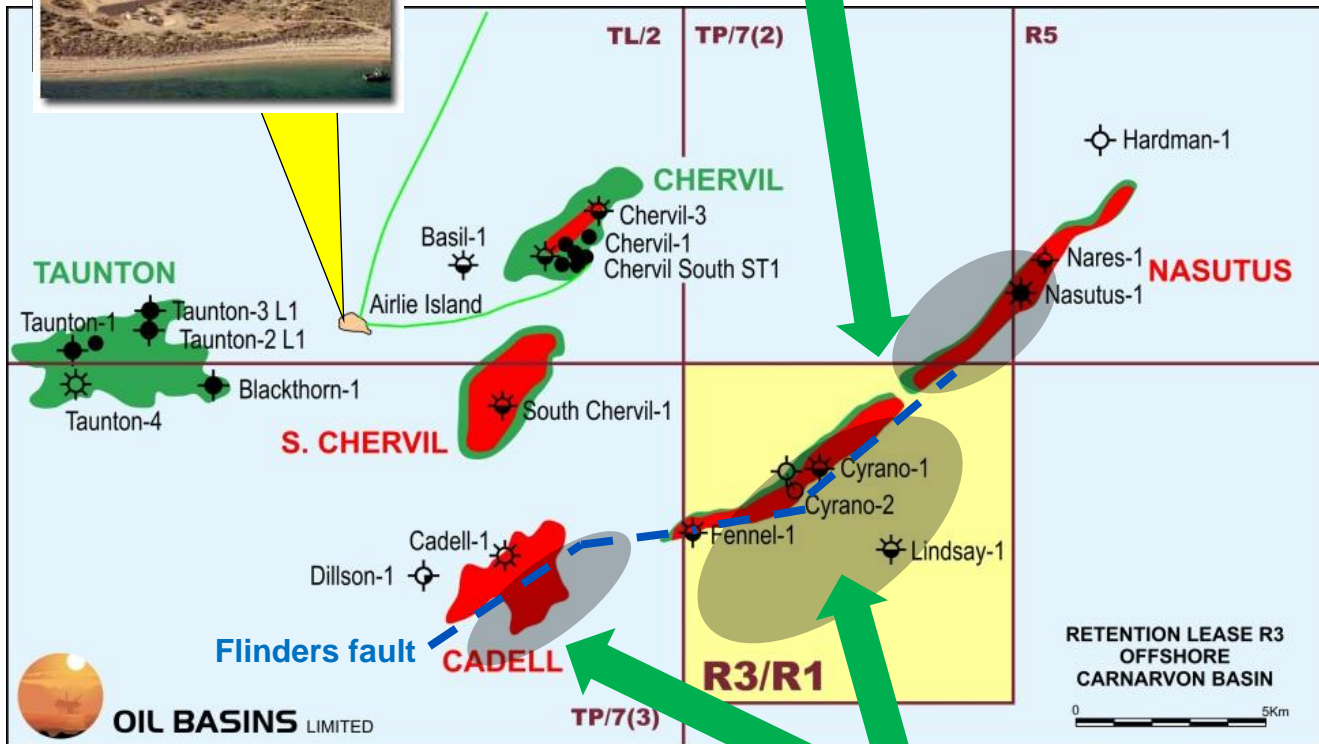 TL/2
TP/7(2)
R5
Hardman-1
CHERVIL
Chervil-3
Basil-1
Chervil-1
Chervil South ST1
Nares-1
NASUTUS
Nasutus-1
TAUNTON
Airlie Island
Taunton-3 L1
Taunton-1
Taunton-2 L1
Blackthorn-1
Taunton-4
South Chervil-1
S. CHERVIL
Cyrano-1
Cyrano-2
Fennel-1
Lindsay-1
Cadell-1
Dillson-1
Flinders fault
CADELL
R3/R1
RETENTION LEASE R3
OFFSHORE
CARNARVON BASIN
0 5Km
TP/7(3)
OIL BASINS LIMITED